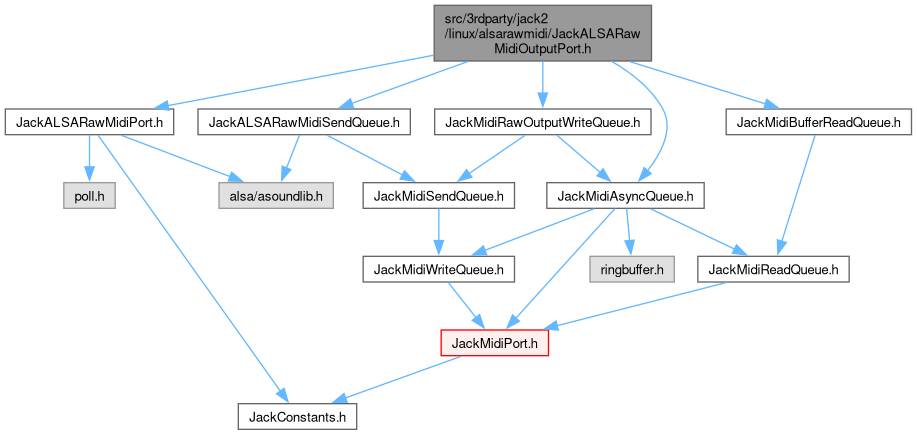 src/3rdparty/jack2
/linux/alsarawmidi/JackALSARaw
MidiOutputPort.h
JackALSARawMidiPort.h
JackALSARawMidiSendQueue.h
JackMidiRawOutputWriteQueue.h
JackMidiBufferReadQueue.h
poll.h
alsa/asoundlib.h
JackMidiSendQueue.h
JackMidiAsyncQueue.h
JackMidiWriteQueue.h
ringbuffer.h
JackMidiReadQueue.h
JackMidiPort.h
JackConstants.h